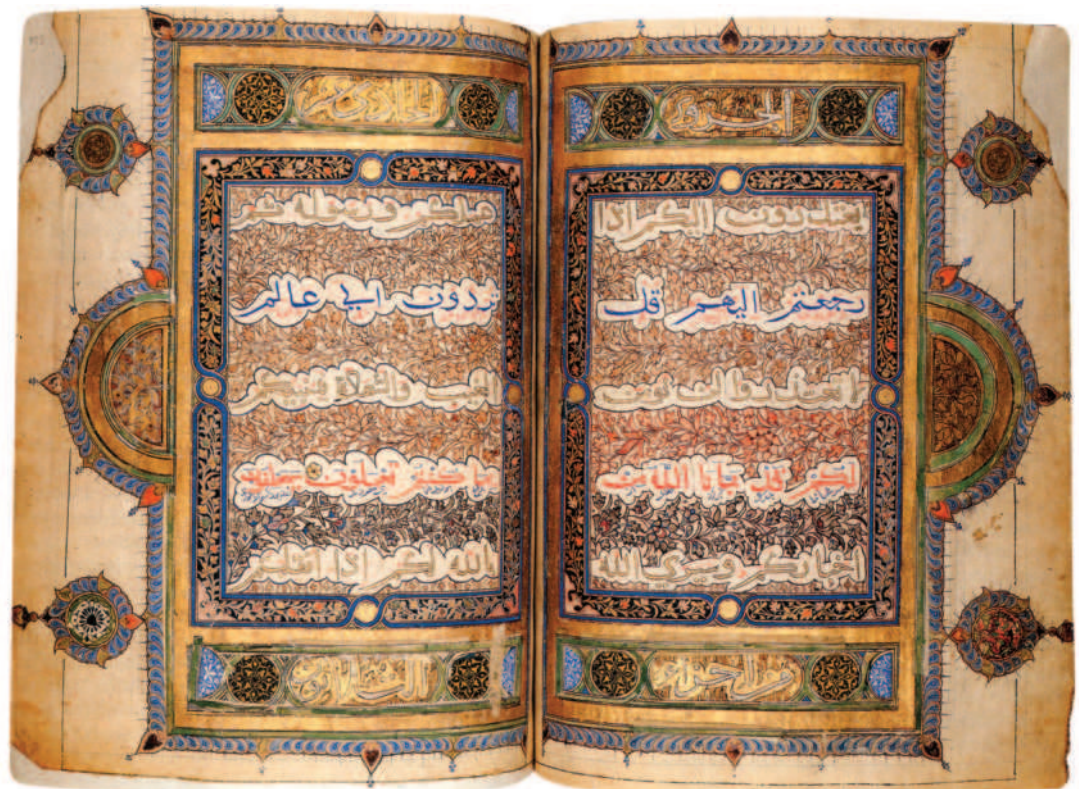 الجزو
يعتذرون اليكم اذا
رجعتم اليهم قل
لا تعتذروا لن نومن
لكم قد نبانا الله من
اخباركم وسيرى الله
عملكم ورسوله ثم
تردون الى عالم
الغيب والشهادة فينبئكم
بما كنتم تعملون سيحلفون
بالله لكم اذا انقلبتم